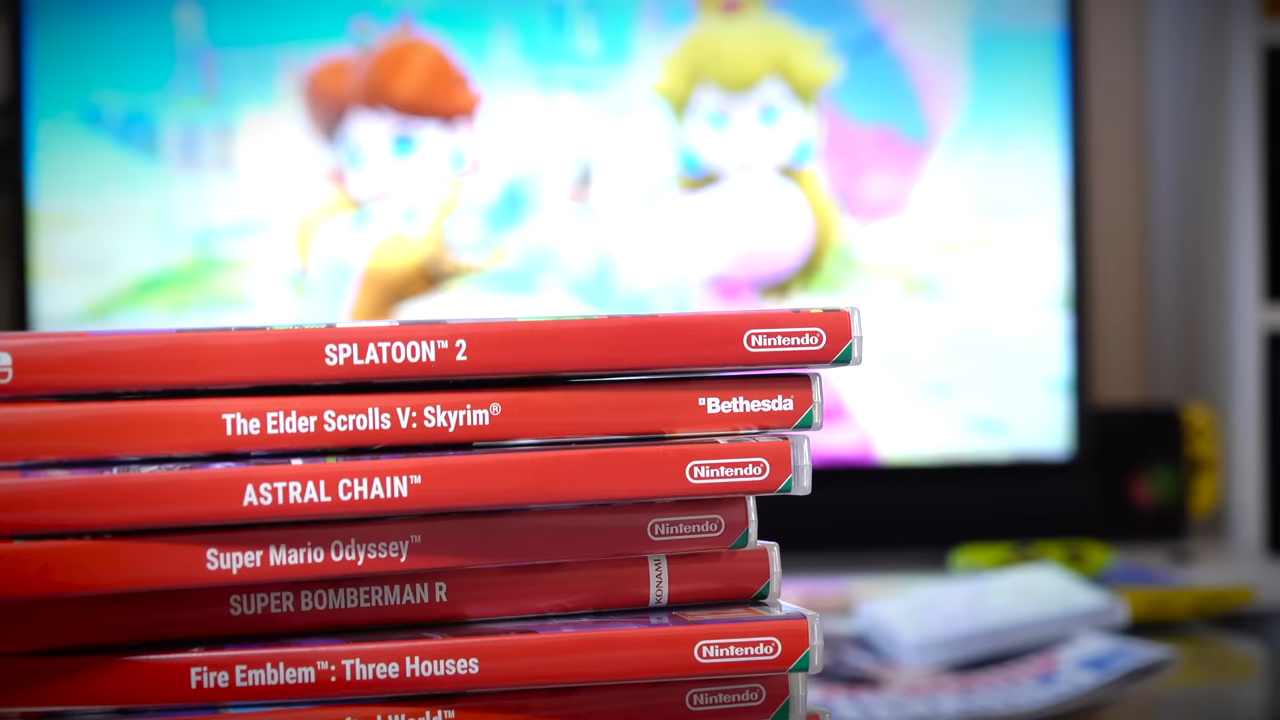 SPLATOON™ 2
Nintendo®
The Elder Scrolls V: Skyrim®
Bethesda®
ASTRAL CHAIN™
Nintendo®
Super Mario Odyssey™
Nintendo®
SUPER BOMBERMAN R
KONAMI
Fire Emblem™: Three Houses
Nintendo®
World™
Nintendo®